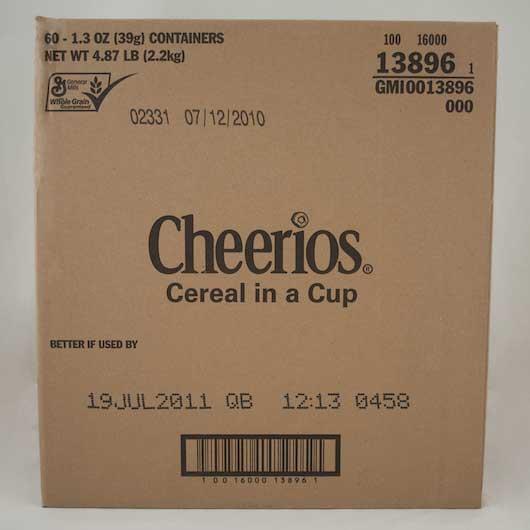 60 - 1.3 OZ (39g) CONTAINERS
NET WT 4.87 LB (2.2kg)
General Mills
Whole Grain
Guaranteed
100 16000
13896 1
GMI0013896
000
02331 07/12/2010
Cheerios®
Cereal in a Cup
BETTER IF USED BY
19JUL2011 QB 12:13 0458
1 00 16000 13896 1